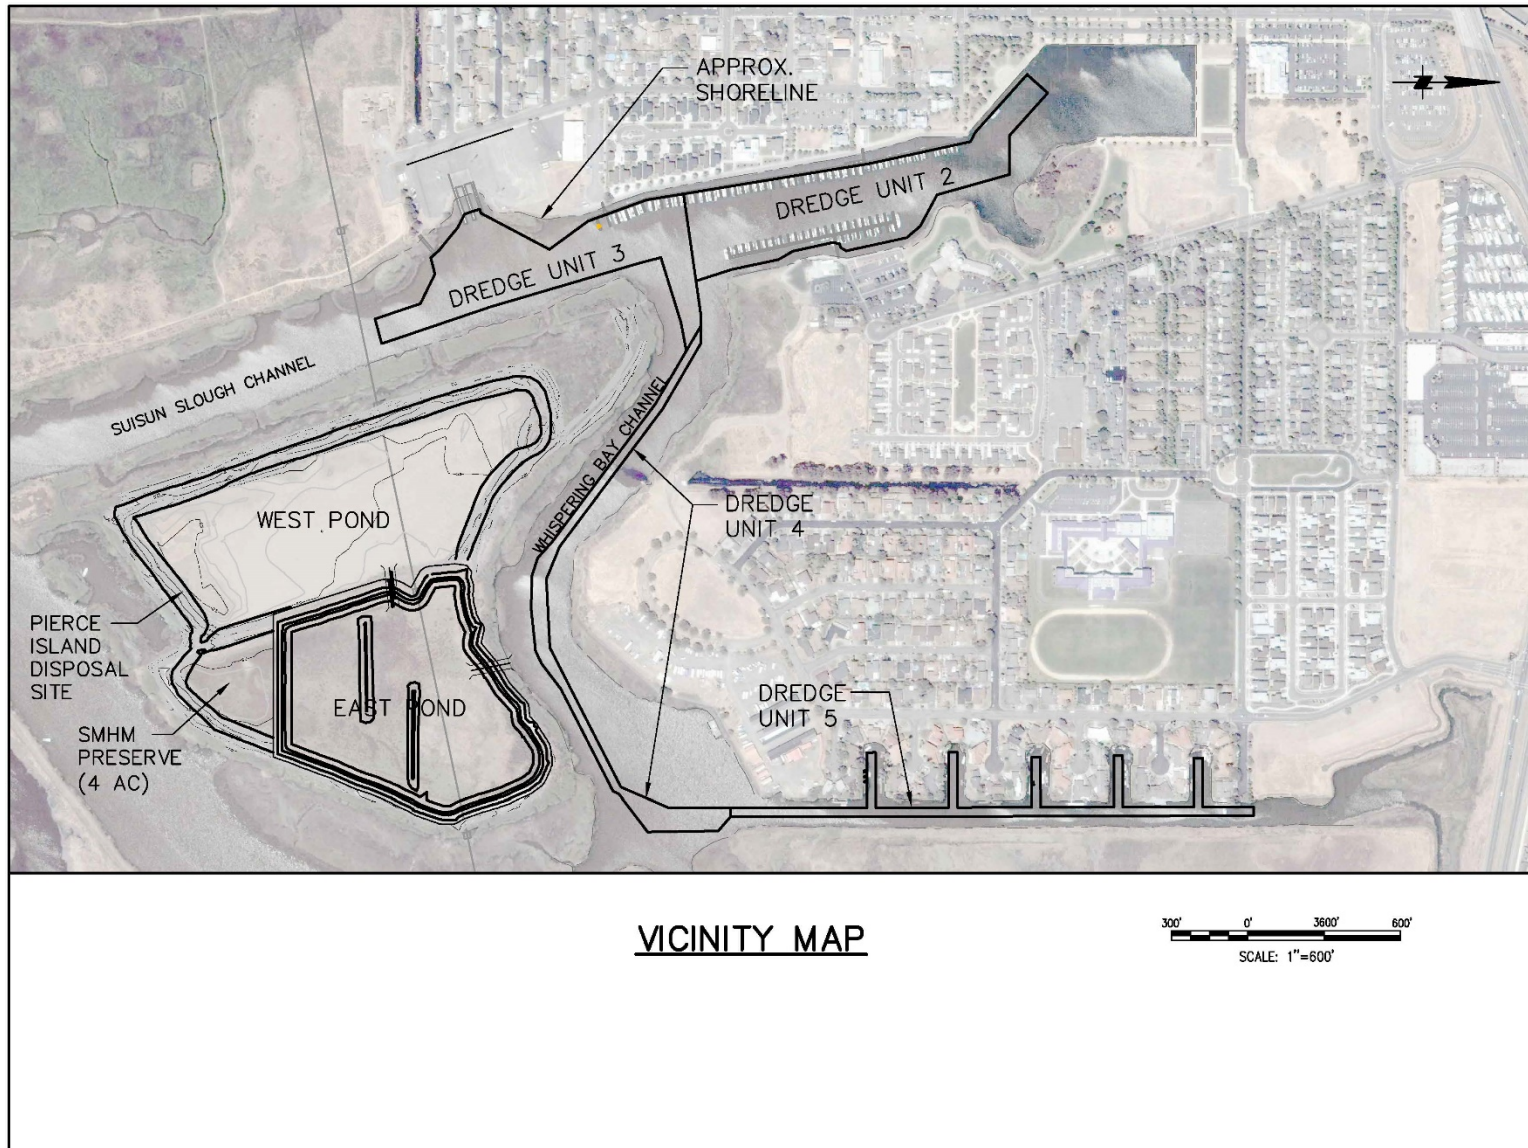 APPROX.
SHORELINE
DREDGE UNIT 2
DREDGE UNIT 3
SUISUN SLOUGH CHANNEL
WHISPERING BAY CHANNEL
DREDGE
UNIT 4
WEST POND
PIERCE
ISLAND
DISPOSAL
SITE
EAST POND
SMHM
PRESERVE
(4 AC)
DREDGE
UNIT 5
VICINITY MAP
300' 0' 3600' 600'
SCALE: 1"=600'